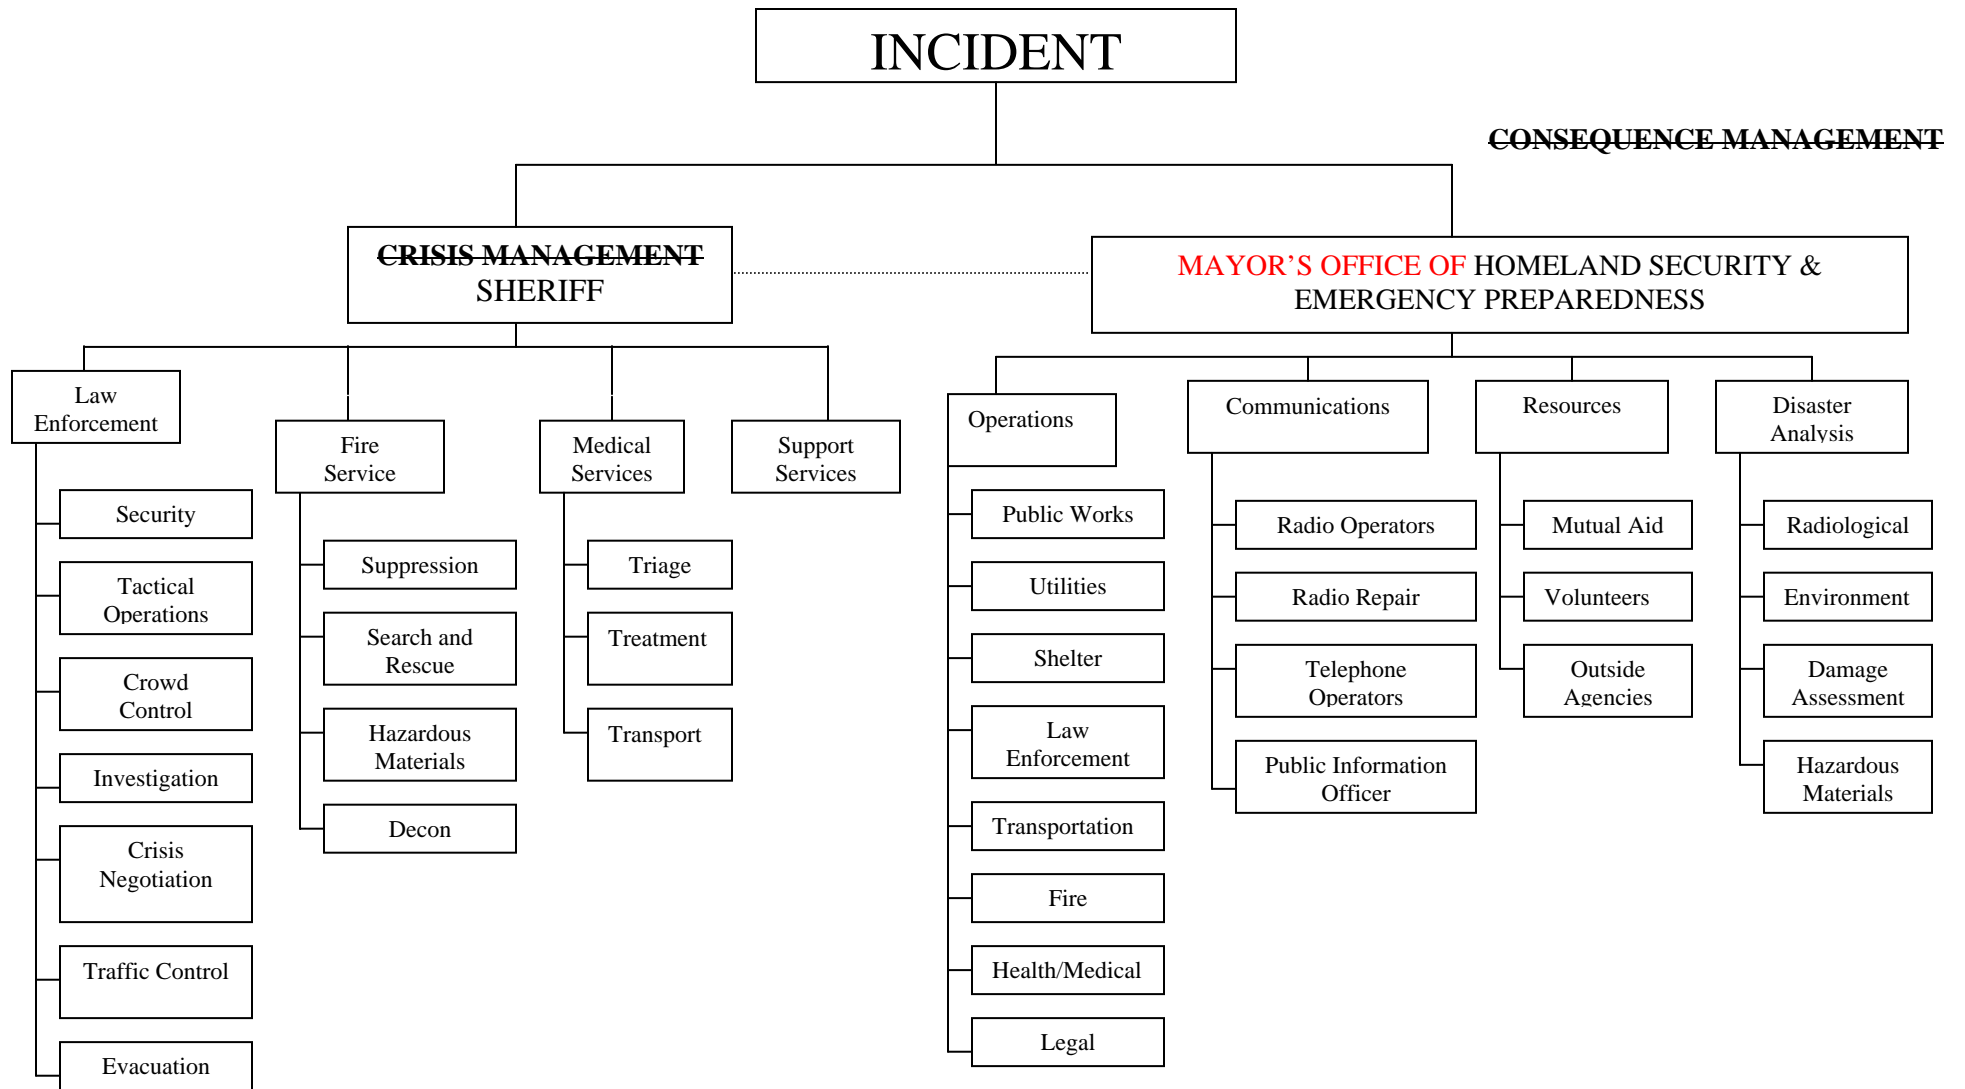 INCIDENT
CONSEQUENCE MANAGEMENT
CRISIS MANAGEMENT
SHERIFF
MAYOR’S OFFICE OF HOMELAND SECURITY &
EMERGENCY PREPAREDNESS
Law
Enforcement
Security
Tactical
Operations
Crowd
Control
Investigation
Crisis
Negotiation
Traffic Control
Evacuation
Fire
Service
Suppression
Search and
Rescue
Hazardous
Materials
Decon
Medical
Services
Triage
Treatment
Transport
Support
Services
Operations
Public Works
Utilities
Shelter
Law
Enforcement
Transportation
Fire
Health/Medical
Legal
Communications
Radio Operators
Radio Repair
Telephone
Operators
Public Information
Officer
Resources
Mutual Aid
Volunteers
Outside
Agencies
Disaster
Analysis
Radiological
Environment
Damage
Assessment
Hazardous
Materials